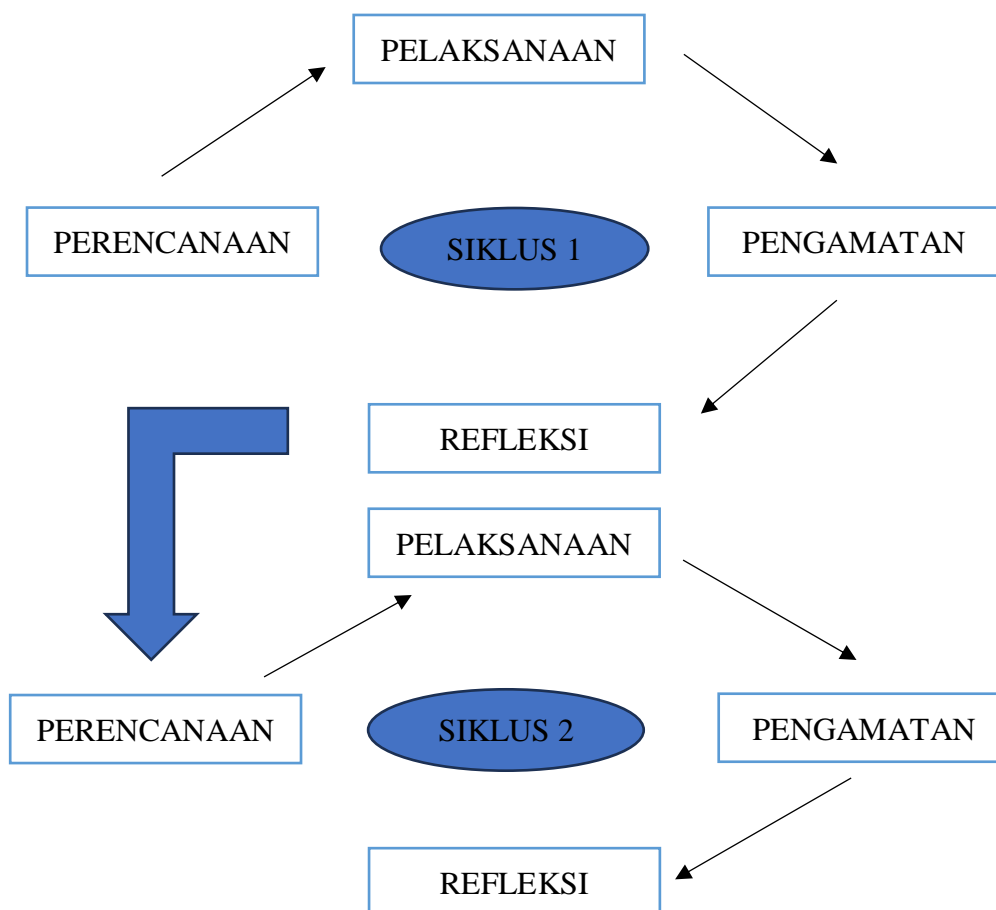 PELAKSANAAN
PERENCANAAN
SIKLUS 1
PENGAMATAN
REFLEKSI
PELAKSANAAN
PERENCANAAN
SIKLUS 2
PENGAMATAN
REFLEKSI